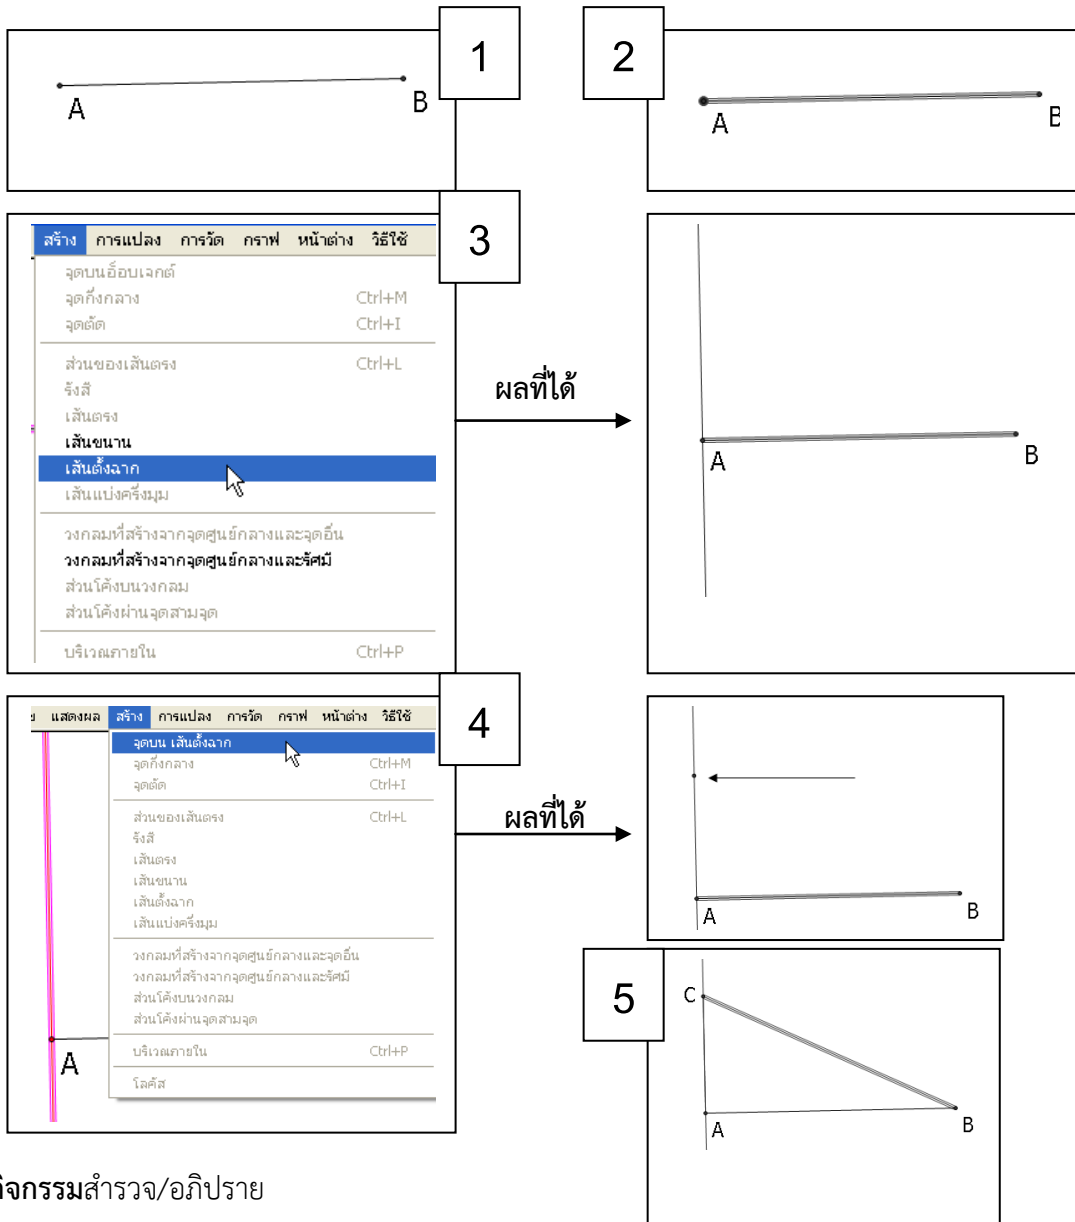 1
A B
2
A B
3
สร้าง การแปลง การวัด กราฟ หน้าต่าง วิธีใช้
จุดบนอ็อบเจกต์
จุดกึ่งกลาง Ctrl+M
จุดตัด Ctrl+I
ส่วนของเส้นตรง Ctrl+L
รังสี
เส้นตรง
เส้นขนาน
เส้นตั้งฉาก
เส้นแบ่งครึ่งมุม
วงกลมที่สร้างจากจุดศูนย์กลางและจุดอื่น
วงกลมที่สร้างจากจุดศูนย์กลางและรัศมี
ส่วนโค้งบนวงกลม
ส่วนโค้งผ่านจุดสามจุด
บริเวณภายใน Ctrl+P
ผลที่ได้
A B
4
แสดงผล สร้าง การแปลง การวัด กราฟ หน้าต่าง วิธีใช้
จุดบน เส้นตั้งฉาก
จุดกึ่งกลาง Ctrl+M
จุดตัด Ctrl+I
ส่วนของเส้นตรง Ctrl+L
รังสี
เส้นตรง
เส้นขนาน
เส้นตั้งฉาก
เส้นแบ่งครึ่งมุม
วงกลมที่สร้างจากจุดศูนย์กลางและจุดอื่น
วงกลมที่สร้างจากจุดศูนย์กลางและรัศมี
ส่วนโค้งบนวงกลม
ส่วนโค้งผ่านจุดสามจุด
บริเวณภายใน Ctrl+P
โลคัส
A
ผลที่ได้
A B
5
C
A B
กิจกรรมสำรวจ/อภิปราย